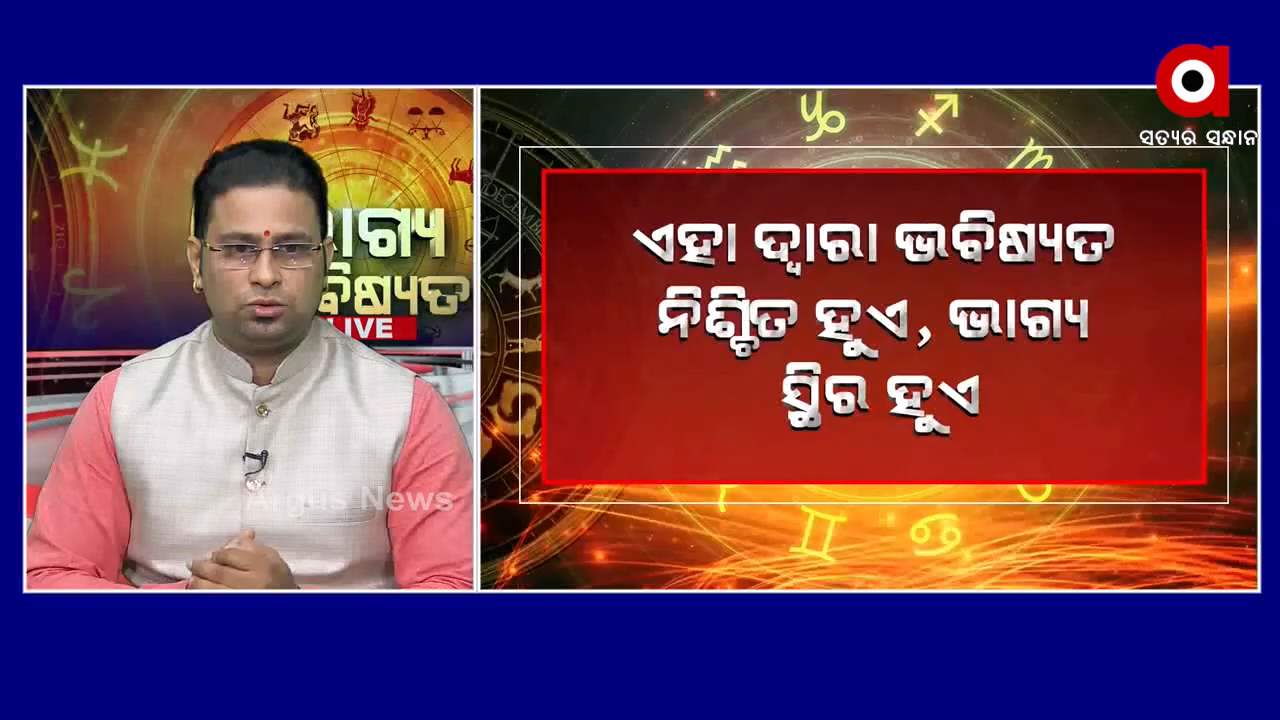 ସତ୍ୟର ସନ୍ଧାନ
LIVE
ଏହା ଦ୍ୱାରା ଭବିଷ୍ୟତ
ନିଶ୍ଚିତ ହୁଏ, ଭାଗ୍ୟ
ସ୍ଥିର ହୁଏ
Argus News